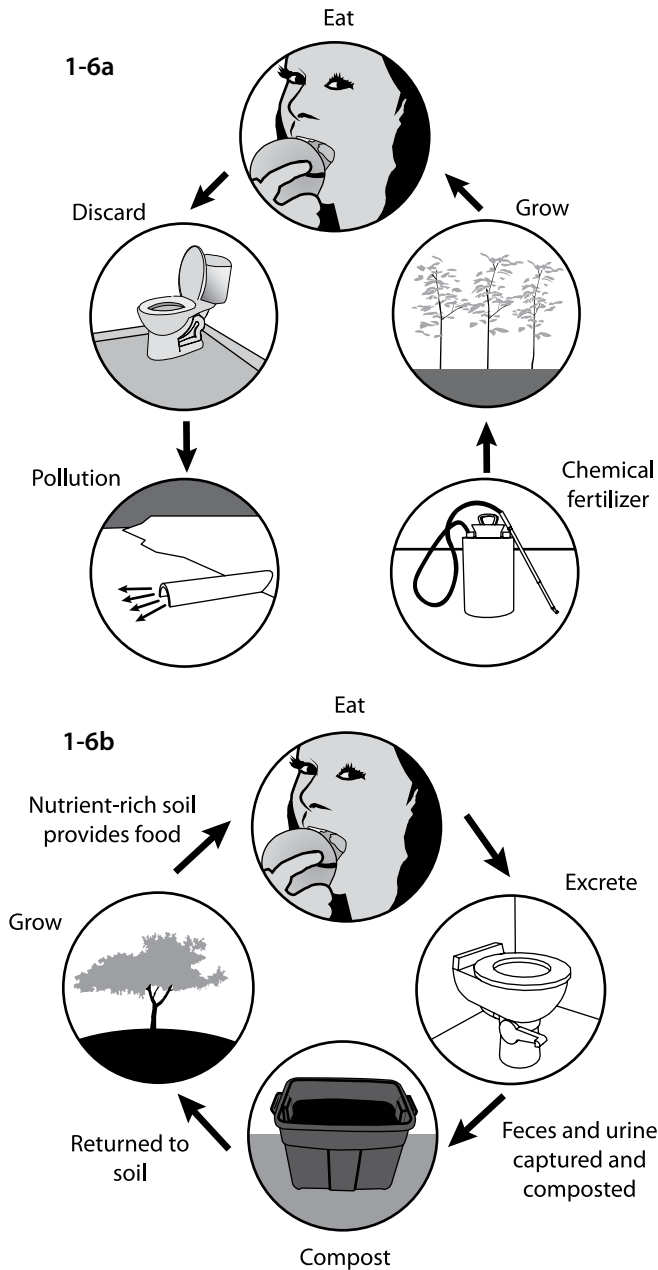 Eat
1-6a
Discard
Grow
Pollution
Chemical
fertilizer
Eat
1-6b
Nutrient-rich soil
provides food
Excrete
Grow
Returned to
soil
Feces and urine
captured and
composted
Compost